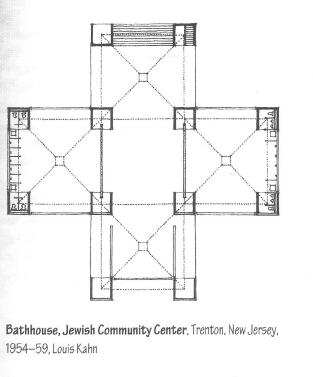 Bathhouse, Jewish Community Center, Trenton, New Jersey,
1954–59, Louis Kahn